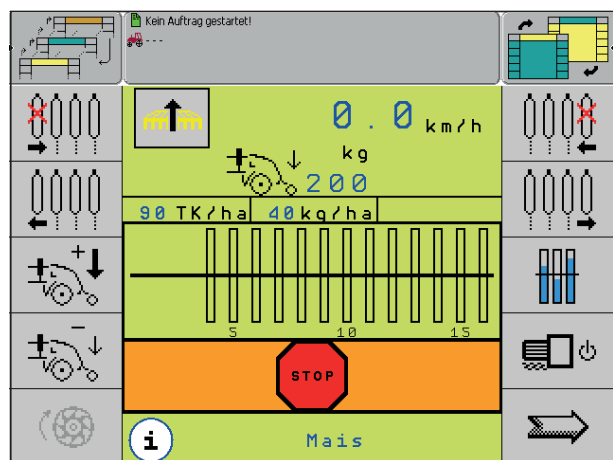 Kein Auftrag gestartet!
---
0.0 km/h
kg
200
90 TK/ha 40 kg/ha
+
5 10 15
-
STOP
i
Mais